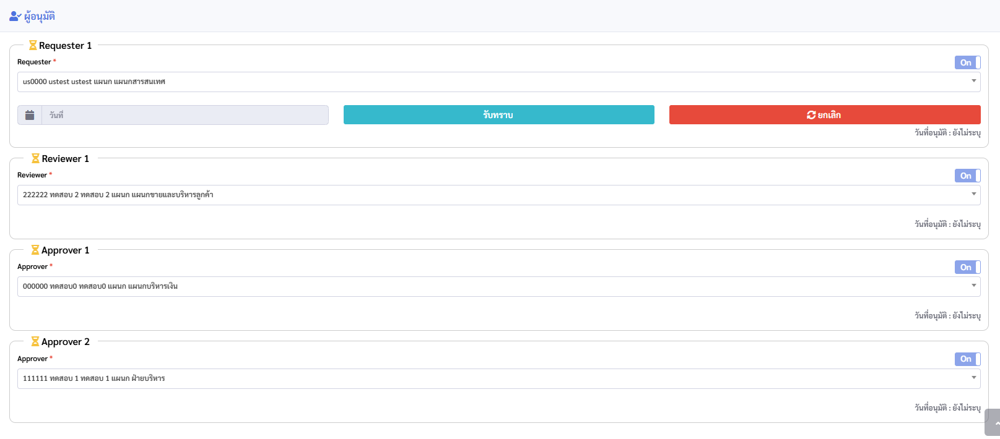 ผู้อนุมัติ
Requester 1
Requester *
On
us0000 ustest ustest แผนก แผนกสารสนเทศ
วันที่
รับทราบ
ยกเลิก
วันที่อนุมัติ : ยังไม่ระบุ
Reviewer 1
Reviewer *
On
222222 ทดสอบ 2 ทดสอบ 2 แผนก แผนกขายและบริหารลูกค้า
วันที่อนุมัติ : ยังไม่ระบุ
Approver 1
Approver *
On
000000 ทดสอบ0 ทดสอบ0 แผนก แผนกบริหารเงิน
วันที่อนุมัติ : ยังไม่ระบุ
Approver 2
Approver *
On
111111 ทดสอบ 1 ทดสอบ 1 แผนก ฝ่ายบริหาร
วันที่อนุมัติ : ยังไม่ระบุ